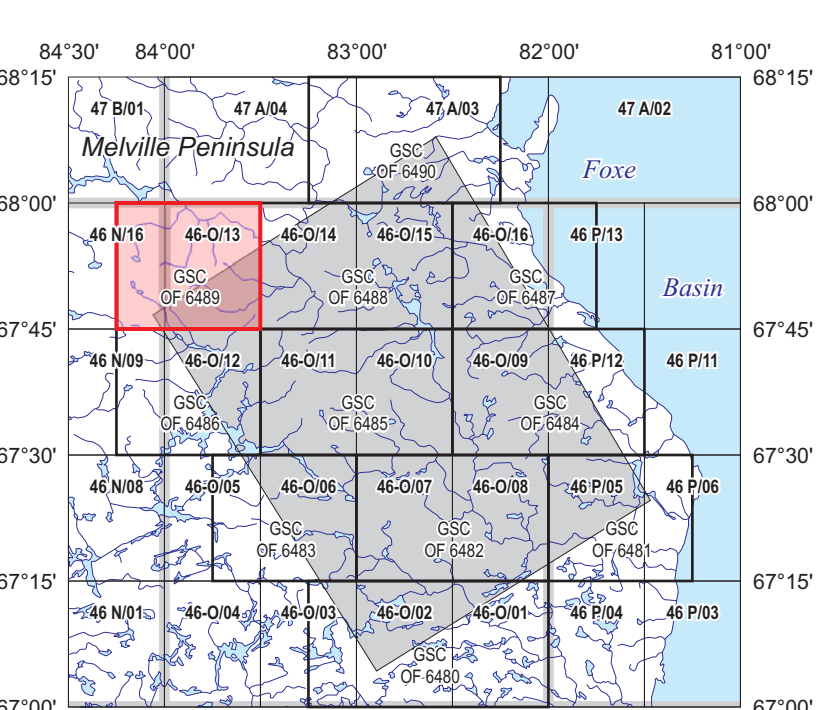 84°30' 84°00' 83°00' 82°00' 81°00'
68°15' 68°15'
47 B/01 47 A/04 47 A/03 47 A/02
Melville Peninsula
GSC
OF 6490
Foxe
68°00' 68°00'
46 N/16 46-O/13 46-O/14 46-O/15 46-O/16 46 P/13
GSC GSC GSC
OF 6489 OF 6488 OF 6487
Basin
67°45' 67°45'
46 N/09 46-O/12 46-O/11 46-O/10 46-O/09 46 P/12 46 P/11
GSC GSC GSC
OF 6486 OF 6485 OF 6484
67°30' 67°30'
46 N/08 46-O/05 46-O/06 46-O/07 46-O/08 46 P/05 46 P/06
GSC GSC GSC
OF 6483 OF 6482 OF 6481
67°15' 67°15'
46 N/01 46-O/04 46-O/03 46-O/02 46-O/01 46 P/04 46 P/03
GSC
OF 6480
67°00' 67°00'